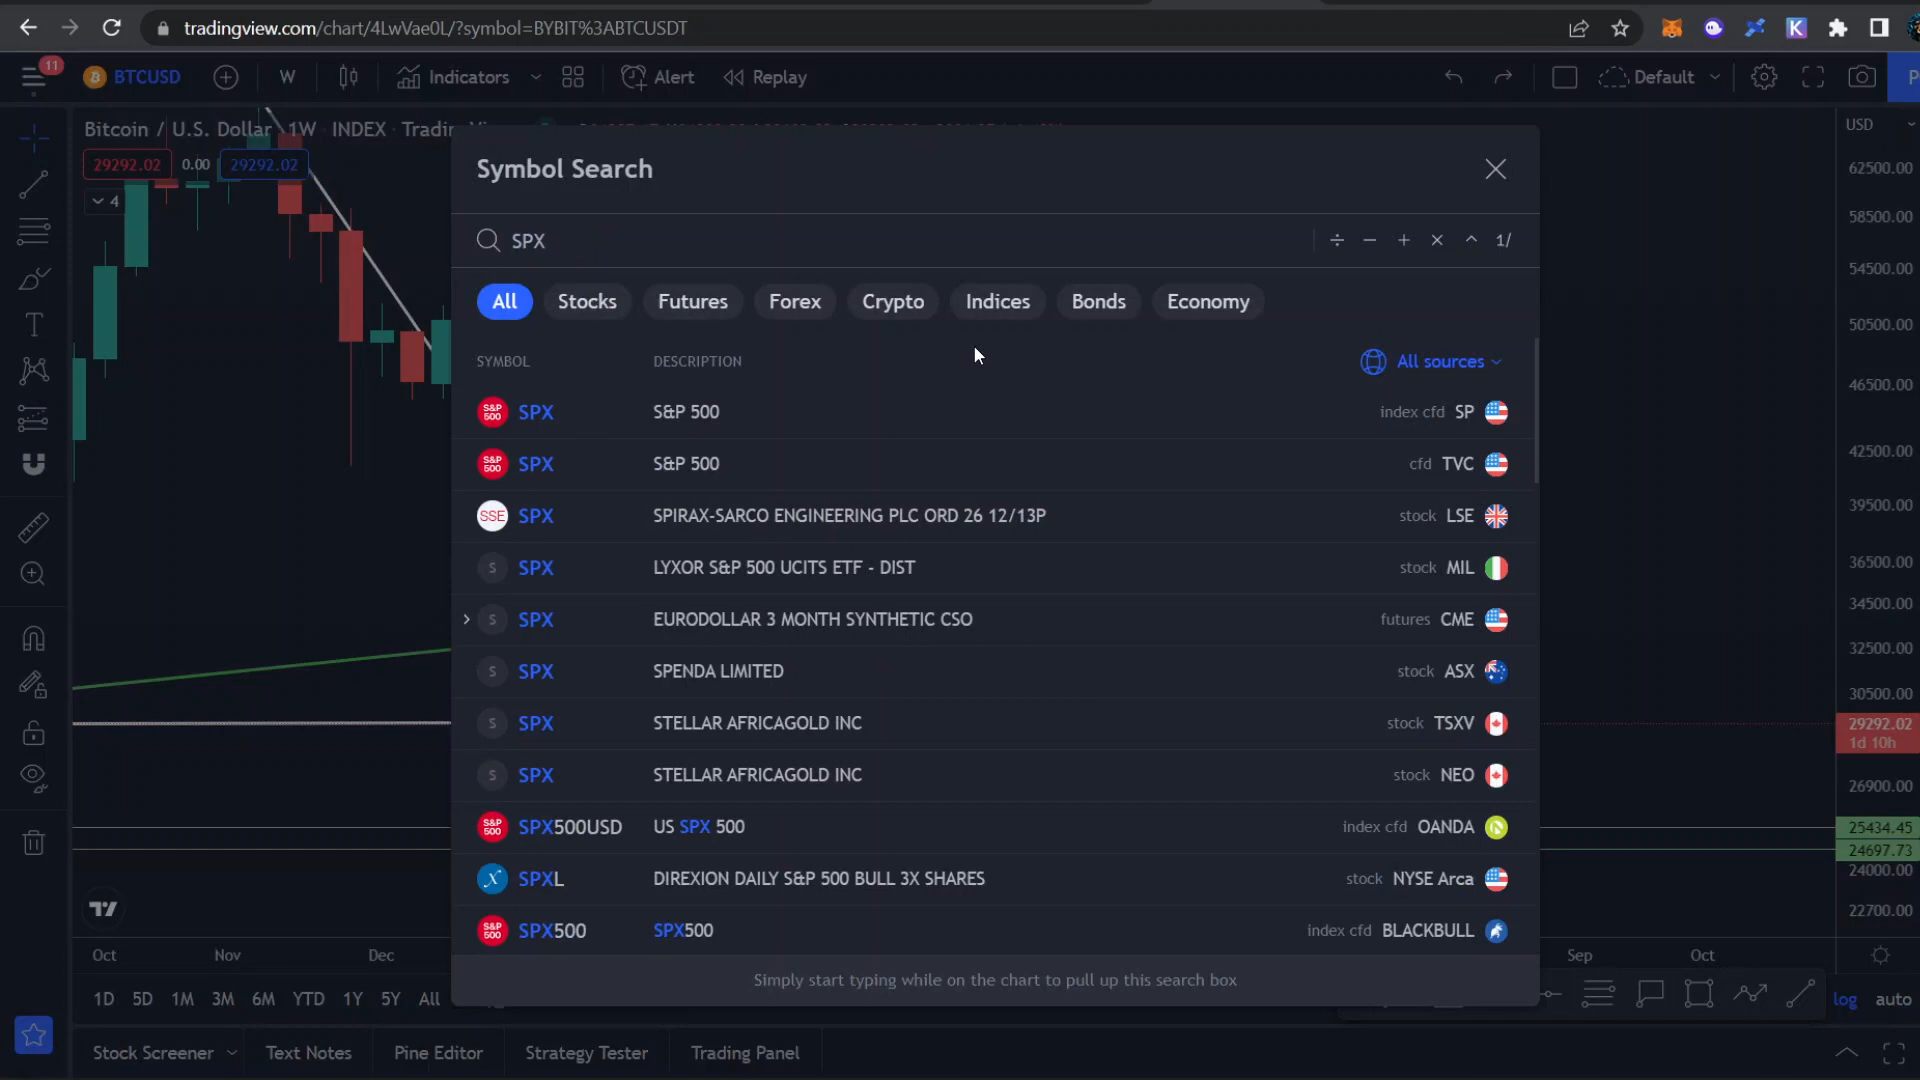 tradingview.com/chart/4LwVae0L/?symbol=BYBIT%3ABTCUSDT
K
11
BTCUSD
W
Indicators
Alert
Replay
Default
Bitcoin / U.S. Dollar · 1W · INDEX ·
USD
29292.02
0.00
29292.02
4
Symbol Search
SPX
÷ − + × ^ 1/
All
Stocks
Futures
Forex
Crypto
Indices
Bonds
Economy
SYMBOL
DESCRIPTION
All sources
S&P 500 SPX S&P 500 index cfd SP
S&P 500 SPX S&P 500 cfd TVC
SSE SPX SPIRAX-SARCO ENGINEERING PLC ORD 26 12/13P stock LSE
S SPX LYXOR S&P 500 UCITS ETF - DIST stock MIL
S SPX EURODOLLAR 3 MONTH SYNTHETIC CSO futures CME
S SPX SPENDA LIMITED stock ASX
S SPX STELLAR AFRICAGOLD INC stock TSXV
S SPX STELLAR AFRICAGOLD INC stock NEO
S&P 500 SPX500USD US SPX 500 index cfd OANDA
X SPXL DIREXION DAILY S&P 500 BULL 3X SHARES stock NYSE Arca
S&P 500 SPX500 SPX500 index cfd BLACKBULL
Simply start typing while on the chart to pull up this search box
62500.00
58500.00
54500.00
50500.00
46500.00
42500.00
39500.00
36500.00
34500.00
32500.00
30500.00
29292.02
1d 10h
26900.00
25434.45
24697.73
24000.00
22700.00
Oct
Nov
Dec
Sep
Oct
1D
5D
1M
3M
6M
YTD
1Y
5Y
All
log
auto
Stock Screener
Text Notes
Pine Editor
Strategy Tester
Trading Panel